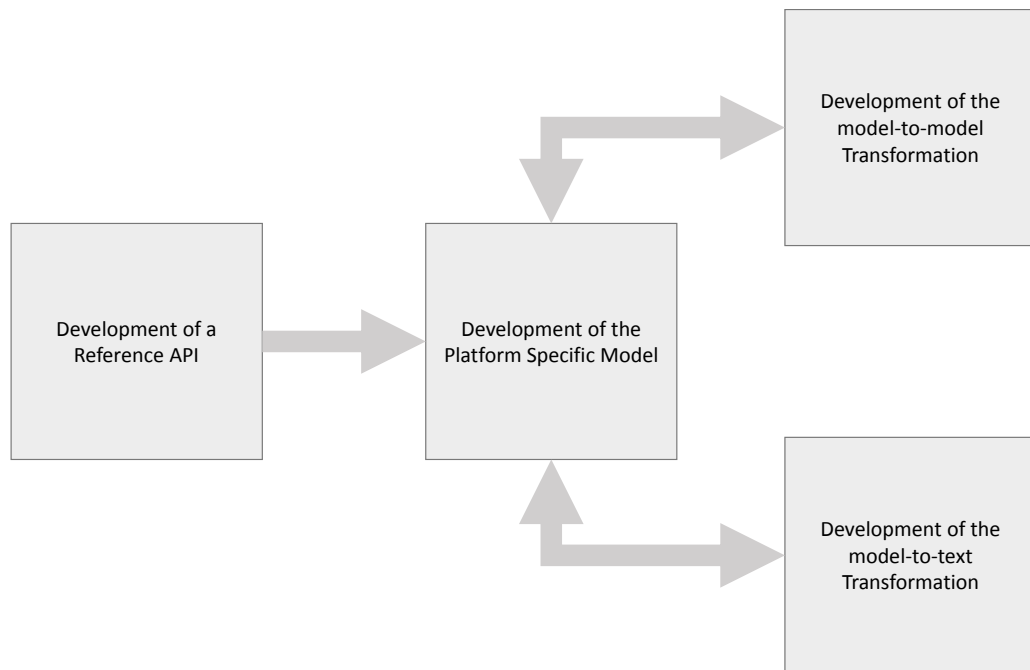 Development of a
Reference API
Development of the
Platform Specific Model
Development of the
model-to-model
Transformation
Development of the
model-to-text
Transformation